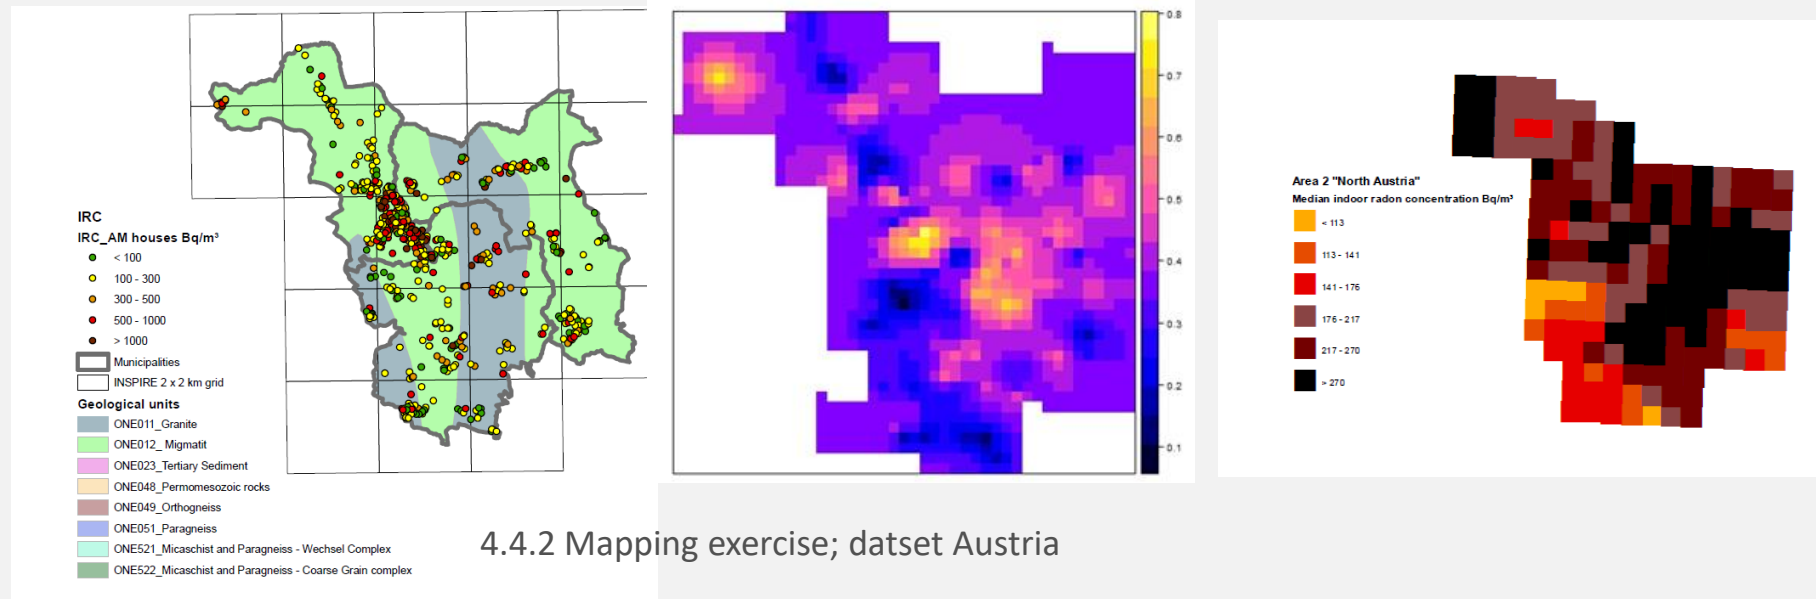 IRC
IRC_AM houses Bq/m³
< 100
100 - 300
300 - 500
500 - 1000
> 1000
Municipalities
INSPIRE 2 x 2 km grid
Geological units
ONE011_Granite
ONE012_ Migmatit
ONE023_Tertiary Sediment
ONE048_Permomesozoic rocks
ONE049_Orthogneiss
ONE051_Paragneiss
ONE521_Micaschist and Paragneiss - Wechsel Complex
ONE522_Micaschist and Paragneiss - Coarse Grain complex
0.8
0.7
0.6
0.5
0.4
0.3
0.2
0.1
Area 2 "North Austria"
Median indoor radon concentration Bq/m³
< 113
113 - 141
141 - 176
176 - 217
217 - 270
> 270
4.4.2 Mapping exercise; datset Austria